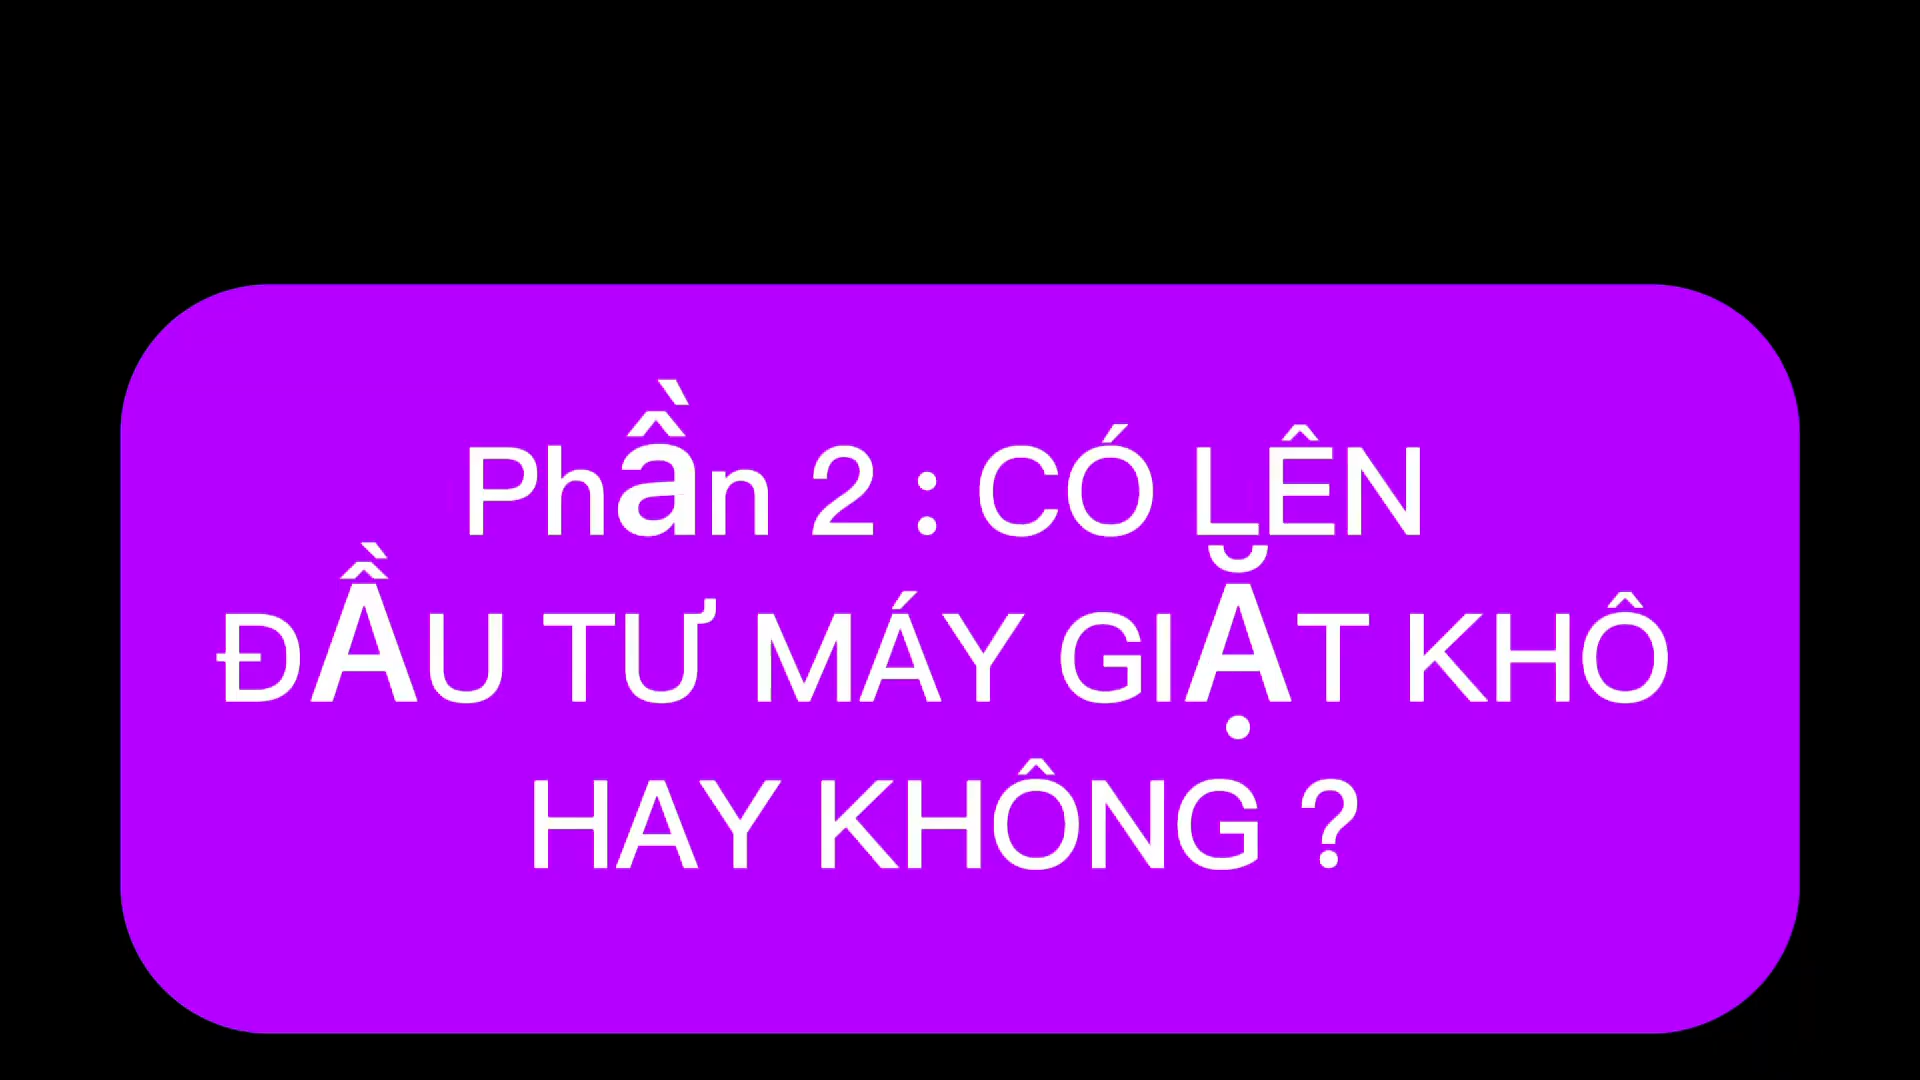 Phần 2 : CÓ LÊN
ĐẦU TƯ MÁY GIẶT KHÔ
HAY KHÔNG ?